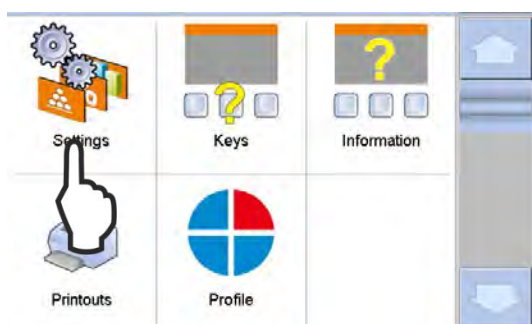 Settings
Keys
Information
Printouts
Profile